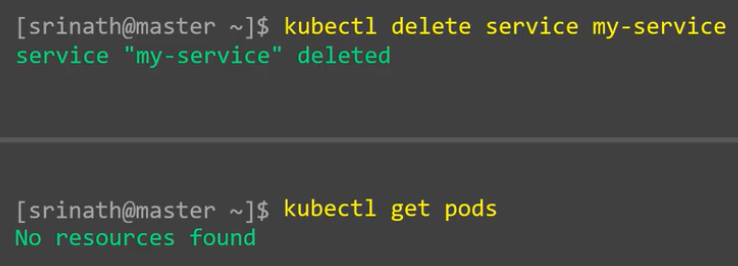 [srinath@master ~]$ kubectl delete service my-service
service "my-service" deleted
[srinath@master ~]$ kubectl get pods
No resources found